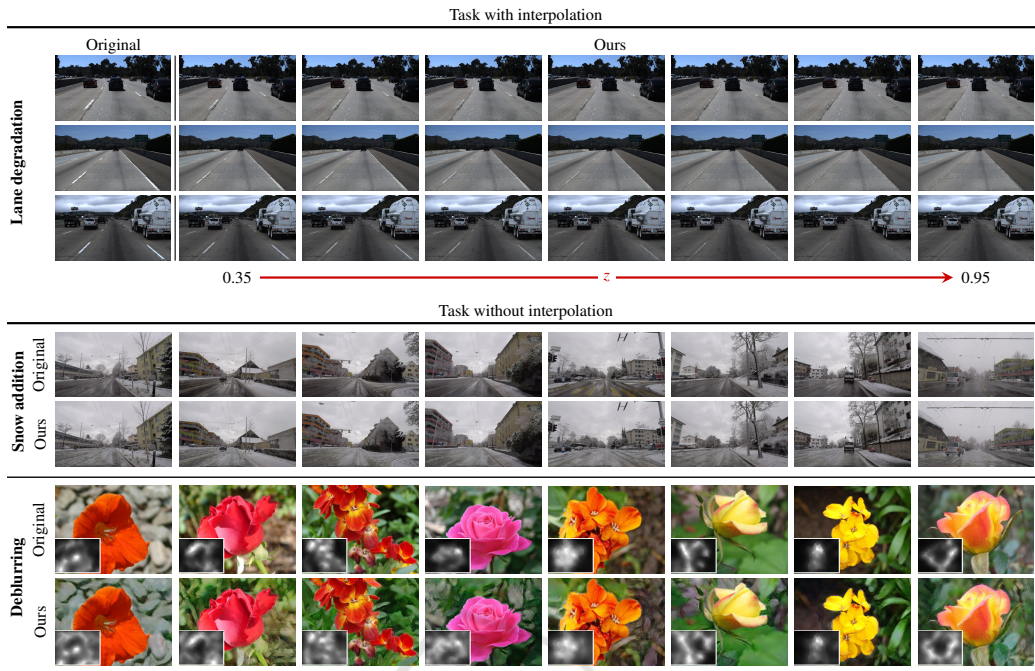 Task with interpolation
Original
Ours
Lane degradation
0.35
z
0.95
Task without interpolation
Snow addition
Original
Ours
Deburring
Original
Ours